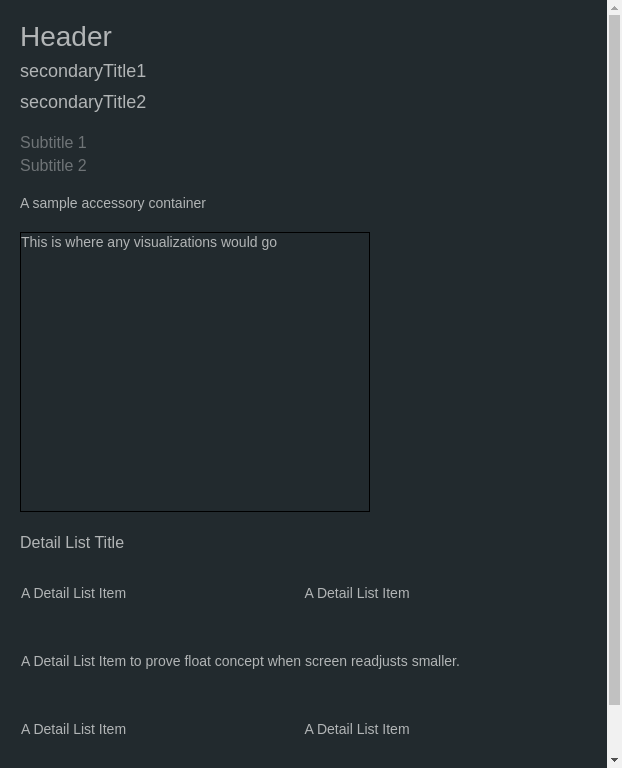 Header
secondaryTitle1
secondaryTitle2
Subtitle 1
Subtitle 2
A sample accessory container
This is where any visualizations would go
Detail List Title
A Detail List Item
A Detail List Item
A Detail List Item to prove float concept when screen readjusts smaller.
A Detail List Item
A Detail List Item